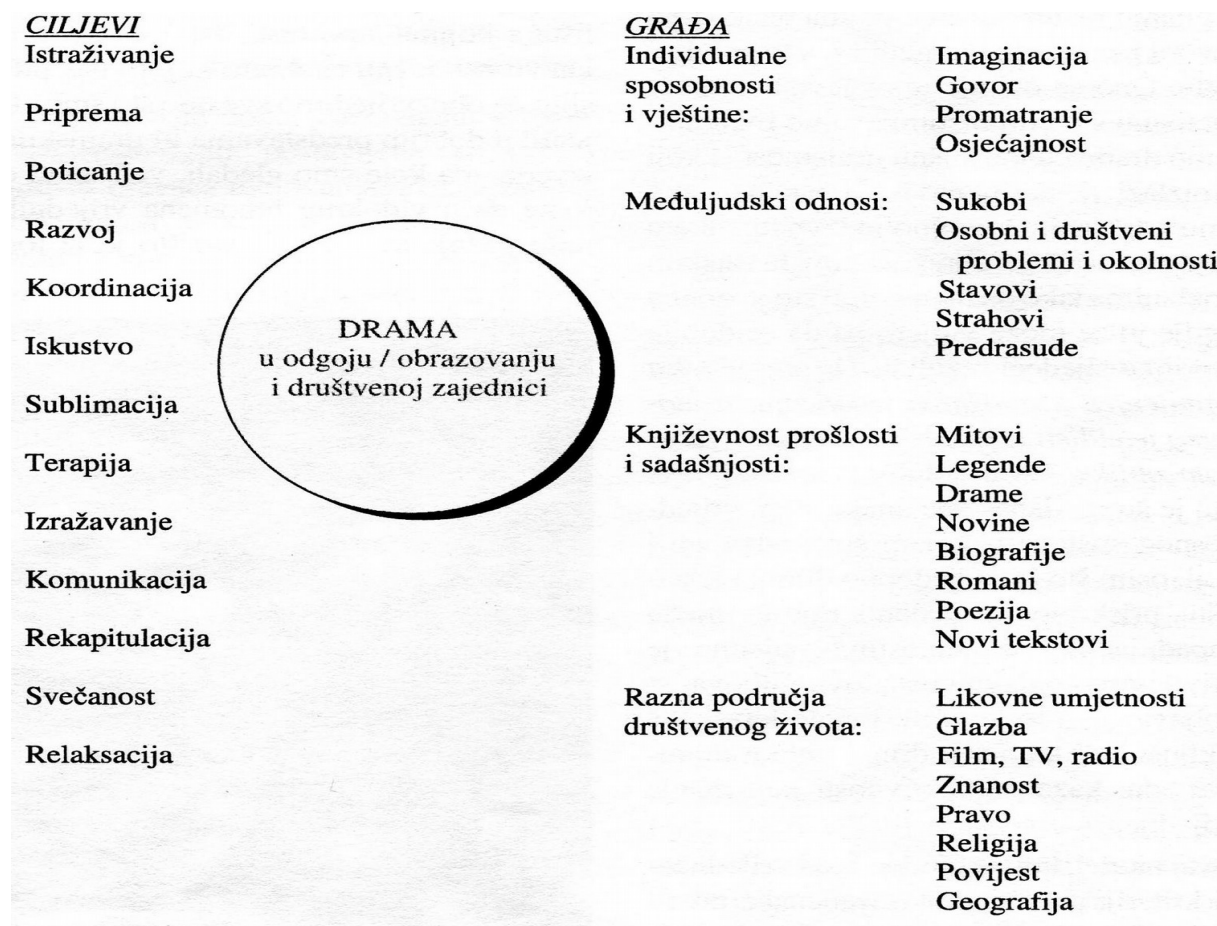 CILJEVI
Istraživanje
Priprema
Poticanje
Razvoj
Koordinacija
Iskustvo
Sublimacija
Terapija
Izražavanje
Komunikacija
Rekapitulacija
Svečanost
Relaksacija
DRAMA
u odgoju / obrazovanju
i društvenoj zajednici
GRAĐA
Individualne
sposobnosti
i vještine:
Imaginacija
Govor
Promatranje
Osjećajnost
Međuljudski odnosi:
Sukobi
Osobni i društveni
problemi i okolnosti
Stavovi
Strahovi
Predrasude
Književnost prošlosti
i sadašnjosti:
Mitovi
Legende
Drame
Novine
Biografije
Romani
Poezija
Novi tekstovi
Razna područja
društvenog života:
Likovne umjetnosti
Glazba
Film, TV, radio
Znanost
Pravo
Religija
Povijest
Geografija